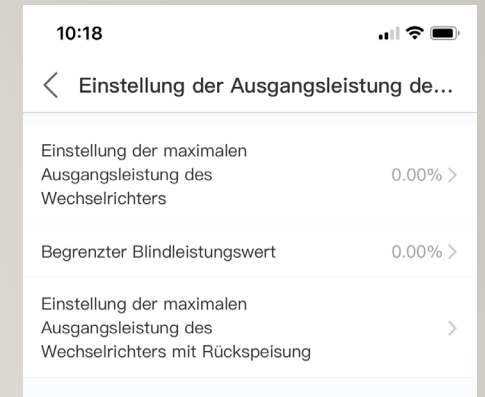 10:18
Einstellung der Ausgangsleistung de...
Einstellung der maximalen
Ausgangsleistung des
Wechselrichters
0.00%
Begrenzter Blindleistungswert
0.00%
Einstellung der maximalen
Ausgangsleistung des
Wechselrichters mit Rückspeisung